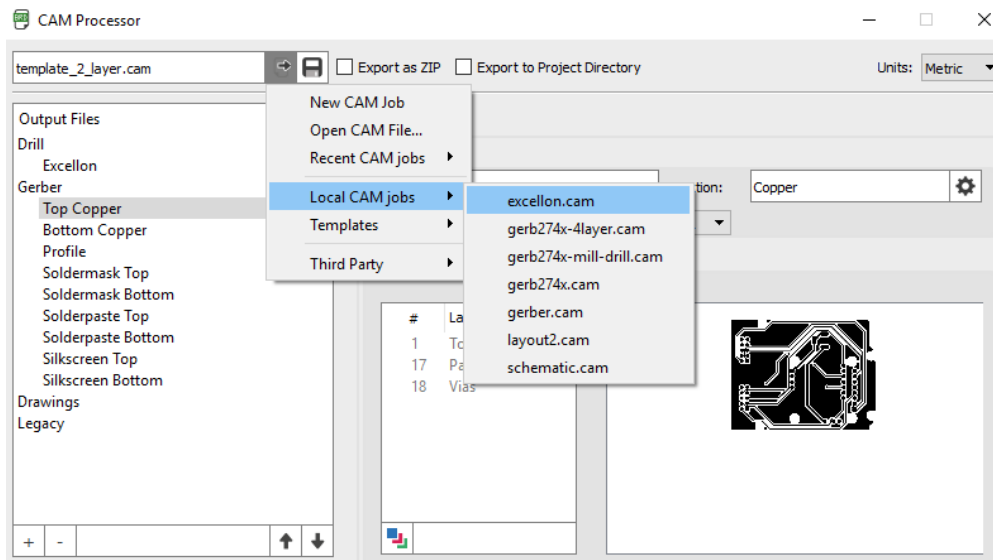 CAM Processor
template_2_layer.cam
Export as ZIP
Export to Project Directory
Units:
Metric
New CAM Job
Open CAM File...
Recent CAM jobs
Local CAM jobs
Templates
Third Party
excellon.cam
gerb274x-4layer.cam
gerb274x-mill-drill.cam
gerb274x.cam
gerber.cam
layout2.cam
schematic.cam
Output Files
Drill
Excellon
Gerber
Top Copper
Bottom Copper
Profile
Soldermask Top
Soldermask Bottom
Solderpaste Top
Solderpaste Bottom
Silkscreen Top
Silkscreen Bottom
Drawings
Legacy
+ -
Copper
#
1
17
18 Vias